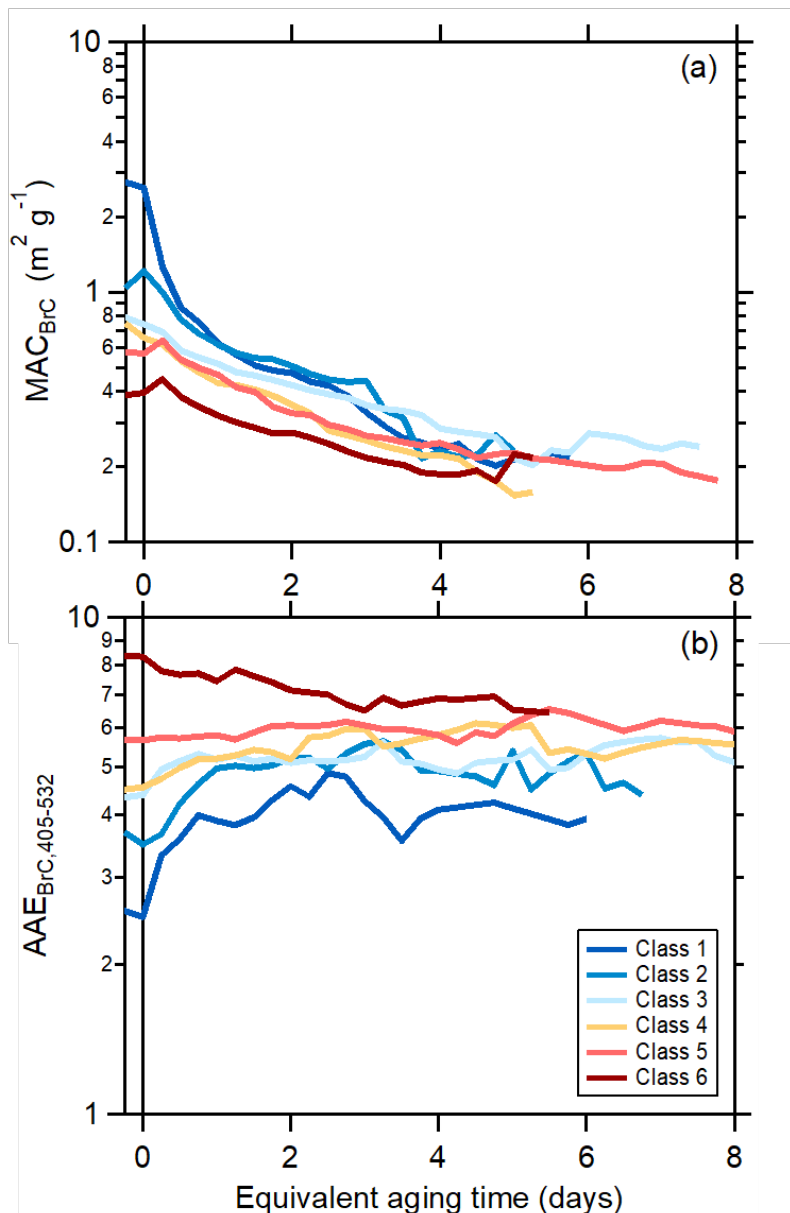 (a)
10
8
6
4
2
1
8
6
4
2
0.1
MAC_BrC (m² g⁻¹)
0 2 4 6 8
(b)
10
9
8
7
6
5
4
3
2
1
AAE_BrC,405-532
Class 1
Class 2
Class 3
Class 4
Class 5
Class 6
0 2 4 6 8
Equivalent aging time (days)